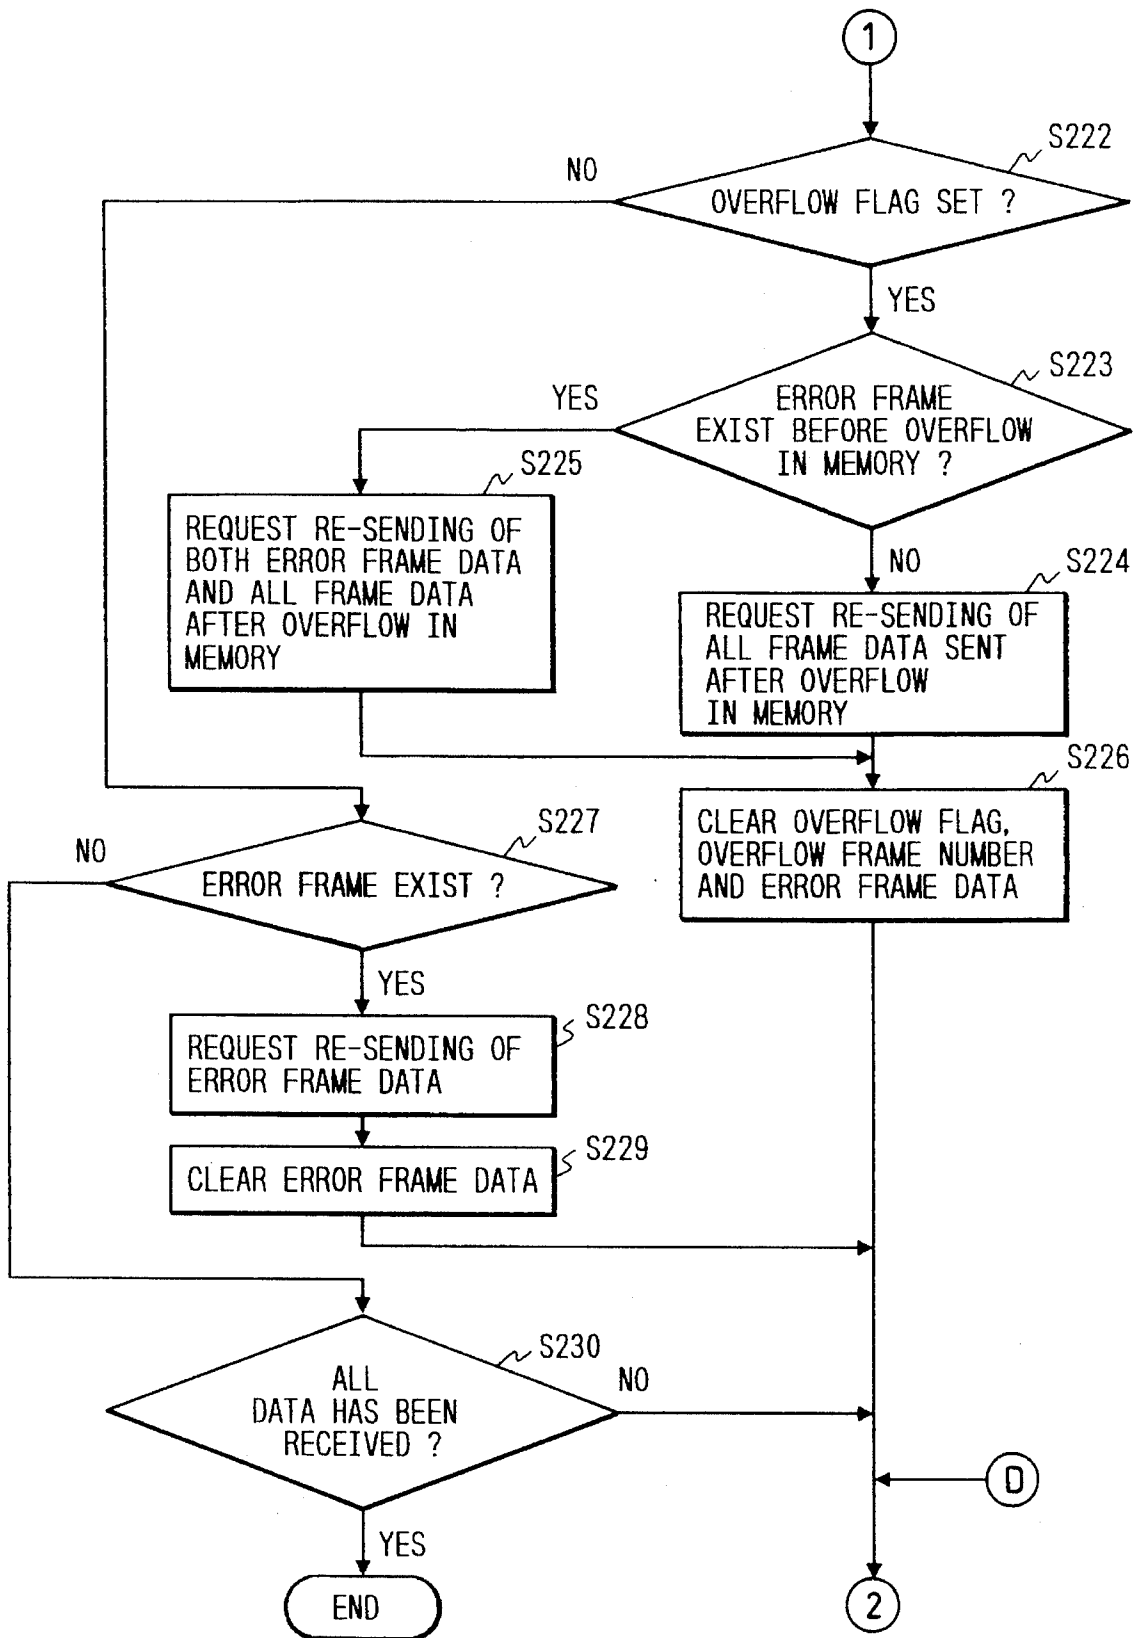 1
S222
NO
OVERFLOW FLAG SET ?
YES
S223
YES
ERROR FRAME
EXIST BEFORE OVERFLOW
IN MEMORY ?
S225
REQUEST RE-SENDING OF
BOTH ERROR FRAME DATA
AND ALL FRAME DATA
AFTER OVERFLOW IN
MEMORY
NO
S224
REQUEST RE-SENDING OF
ALL FRAME DATA SENT
AFTER OVERFLOW
IN MEMORY
S226
CLEAR OVERFLOW FLAG,
OVERFLOW FRAME NUMBER
AND ERROR FRAME DATA
S227
NO
ERROR FRAME EXIST ?
YES
S228
REQUEST RE-SENDING OF
ERROR FRAME DATA
S229
CLEAR ERROR FRAME DATA
S230
ALL
DATA HAS BEEN
RECEIVED ?
NO
D
YES
END
2